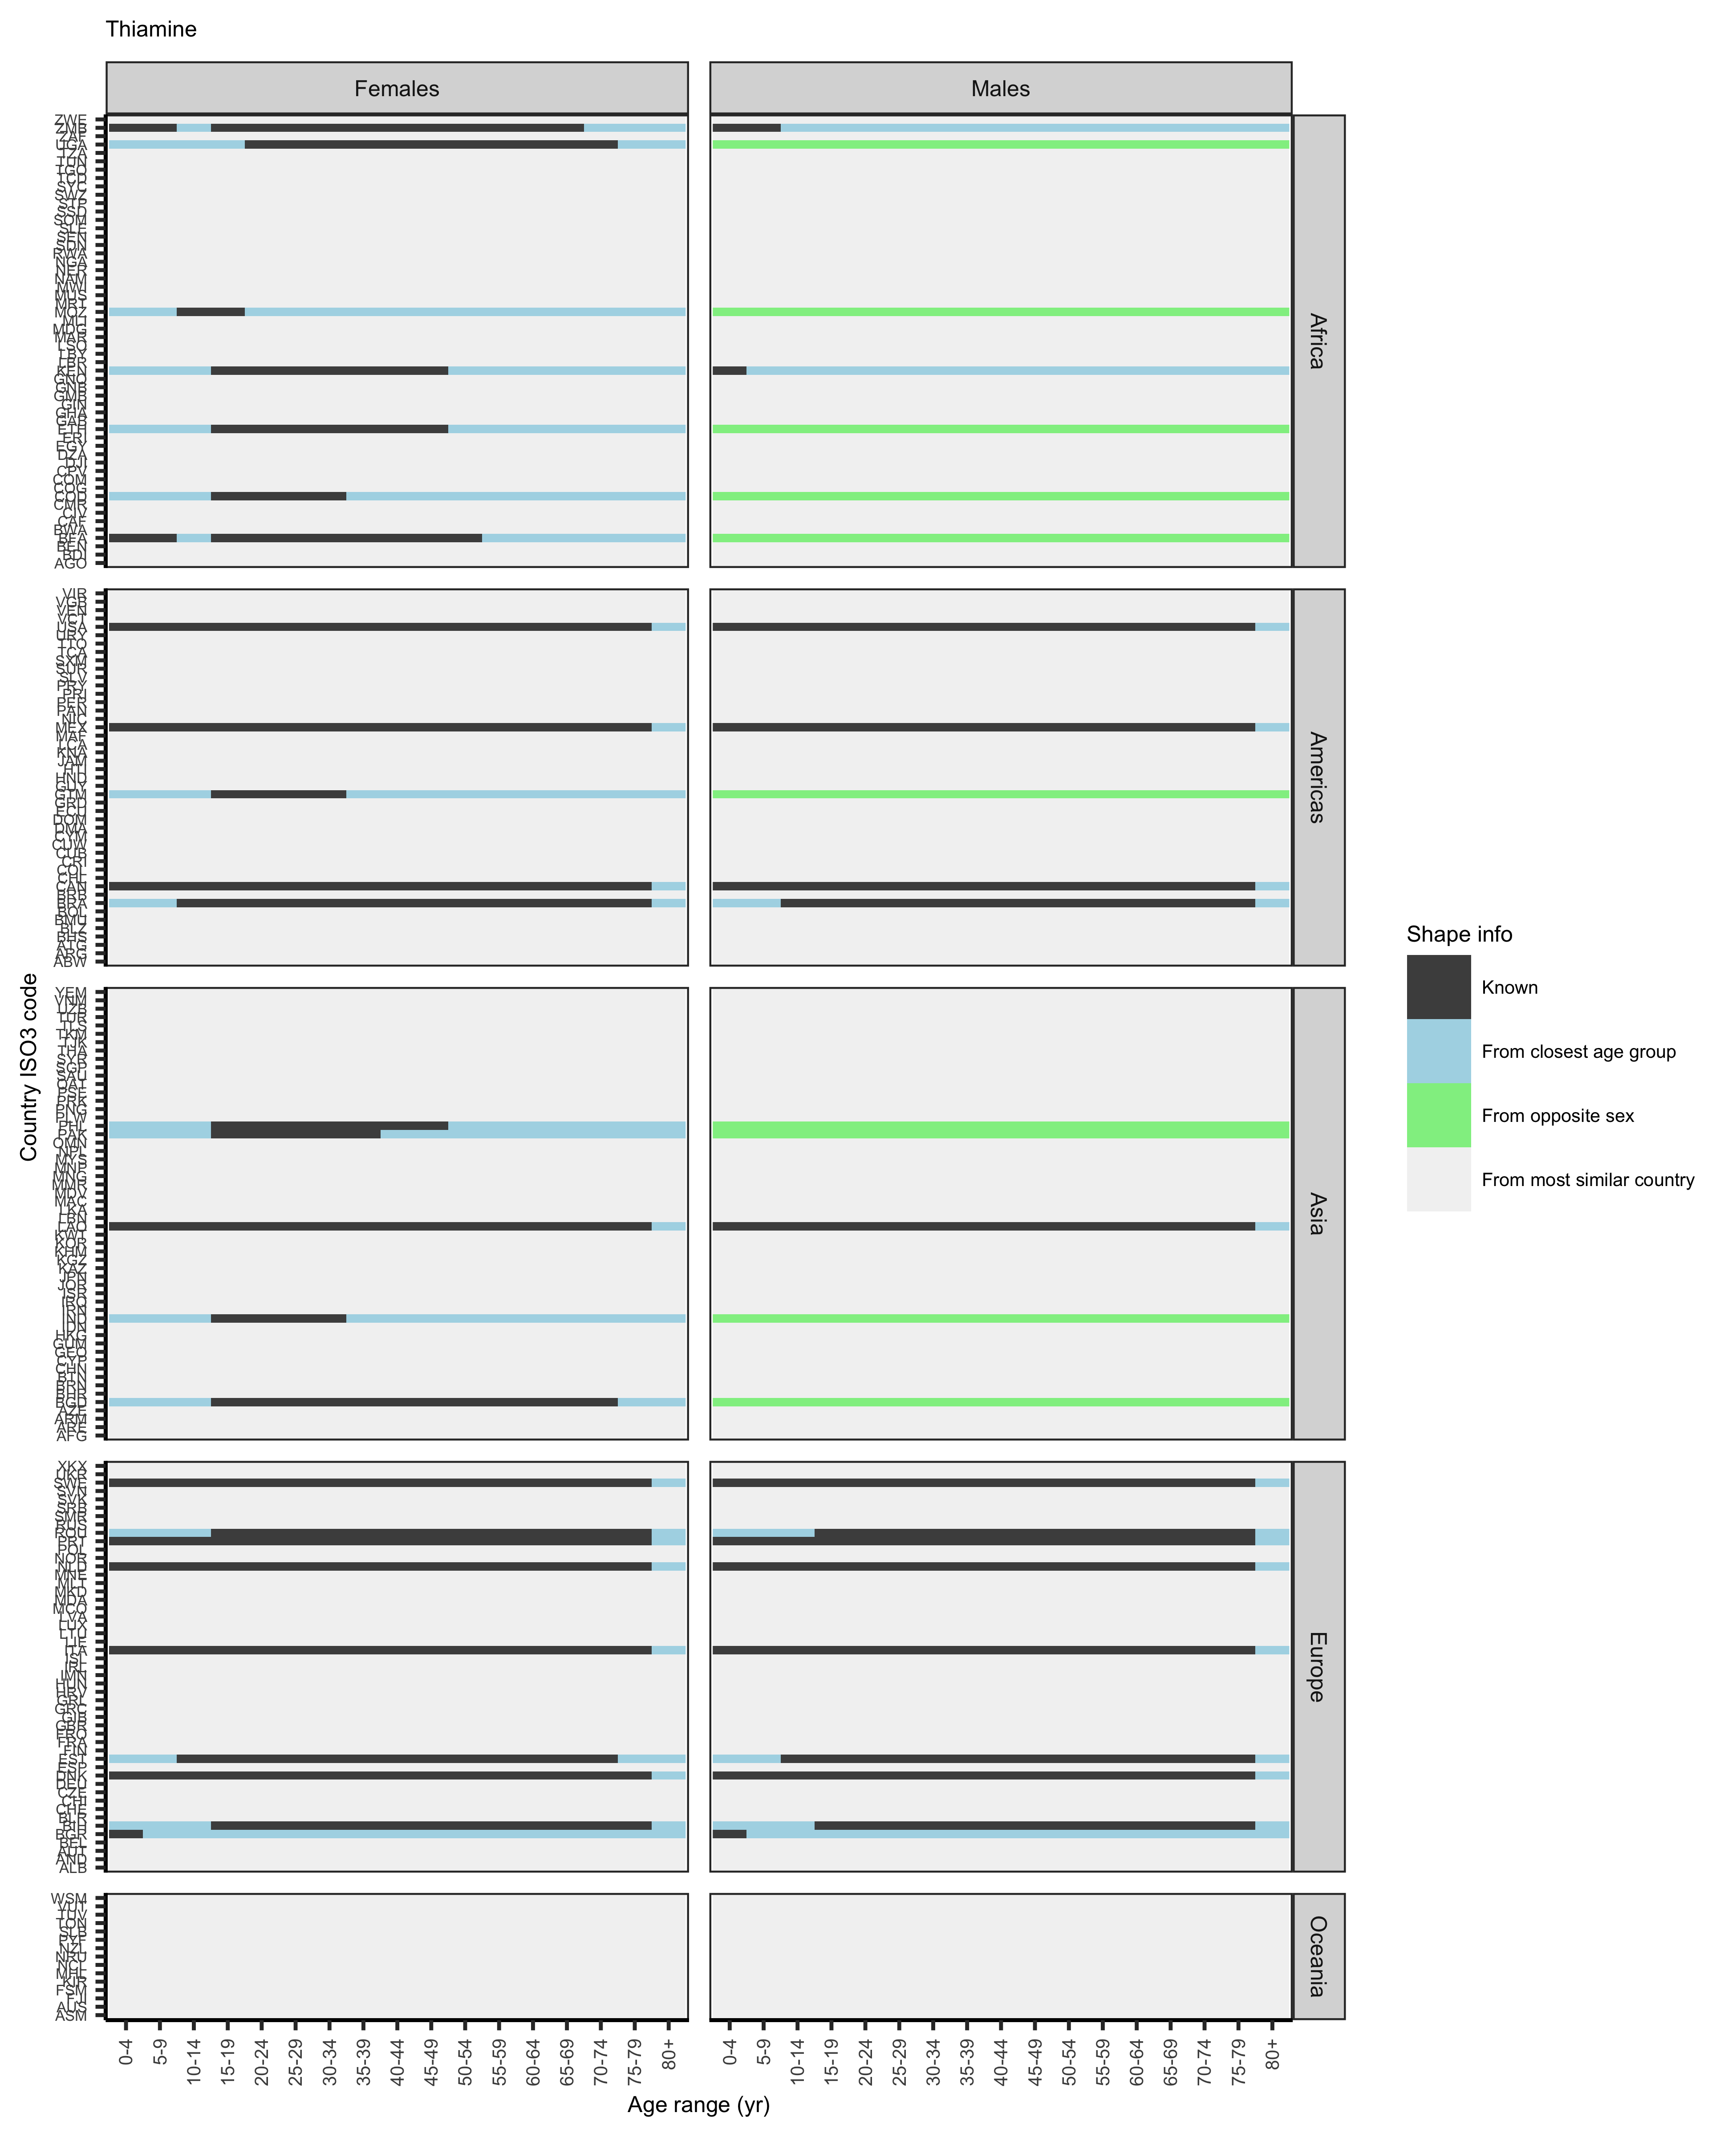 Thiamine
Females
Males
ZWE
ZMB
ZAF
UGA
TZA
TUN
TGO
TCD
SYC
SWZ
STP
SSD
SOM
SLE
SEN
SDN
RWA
NGA
NER
NAM
MWI
MUS
MRT
MOZ
MLI
MDG
MAR
LSO
LBY
LBR
KEN
GNQ
GNB
GMB
GIN
GHA
GAB
ETH
ERI
EGY
DZA
DJI
CPV
COM
COG
COD
CMR
CIV
CAF
BWA
BFA
BEN
BDI
AGO
Africa
VIR
VGB
VEN
VCT
USA
URY
TTO
TCA
SXM
SUR
SLV
PRY
PRI
PER
PAN
NIC
MEX
MAF
LCA
KNA
JAM
HTI
HND
GUY
GTM
GRD
ECU
DOM
DMA
CYM
CUW
CUB
CRI
COL
CHL
CAN
BRB
BRA
BOL
BMU
BLZ
BHS
ATG
ARG
ABW
Americas
YEM
VNM
UZB
TUR
TLS
TKM
TJK
THA
SYR
SGP
SAU
QAT
PSE
PRK
PNG
PLW
PHL
PAK
OMN
NPL
MYS
MNP
MNG
MMR
MDV
MAC
LKA
LBN
LAO
KWT
KOR
KHM
KGZ
KAZ
JPN
JOR
ISR
IRQ
IRN
IND
IDN
HKG
GUM
GEO
CYP
CHN
BTN
BRN
BHR
BGD
AZE
ARM
ARE
AFG
Asia
XKX
UKR
SWE
SVN
SVK
SRB
SMR
RUS
ROU
PRT
POL
NOR
NLD
MNE
MLT
MKD
MDA
MCO
LVA
LUX
LTU
LIE
ITA
ISL
IRL
IMN
HUN
HRV
GRL
GRC
GIB
GBR
FRO
FRA
FIN
EST
ESP
DNK
DEU
CZE
CHI
CHE
BLR
BIH
BGR
BEL
AUT
AND
ALB
Europe
WSM
VUT
TUV
TON
SLB
PYF
NZL
NRU
NCL
MHL
KIR
FSM
FJI
AUS
ASM
Oceania
Country ISO3 code
0-4
5-9
10-14
15-19
20-24
25-29
30-34
35-39
40-44
45-49
50-54
55-59
60-64
65-69
70-74
75-79
80+
0-4
5-9
10-14
15-19
20-24
25-29
30-34
35-39
40-44
45-49
50-54
55-59
60-64
65-69
70-74
75-79
80+
Age range (yr)
Shape info
Known
From closest age group
From opposite sex
From most similar country